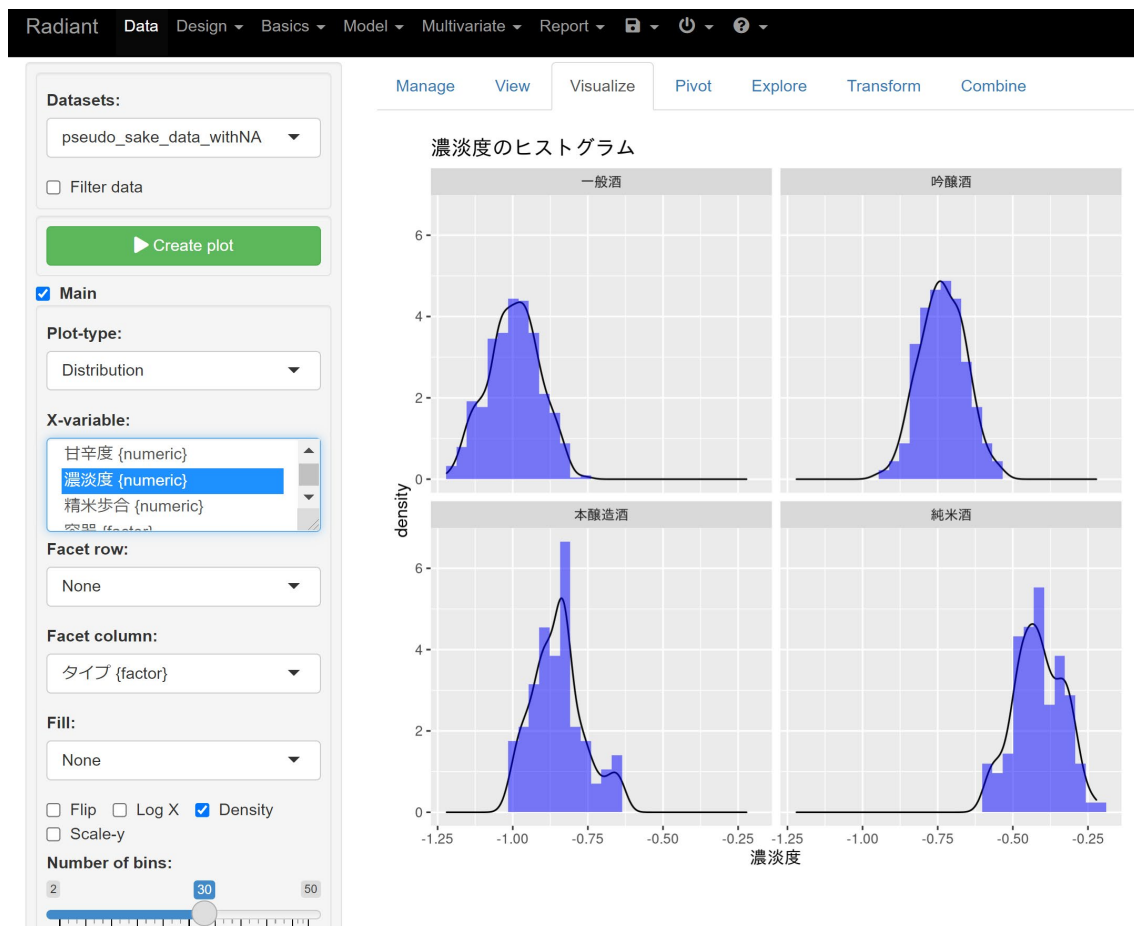 Radiant Data Design Basics Model Multivariate Report
Datasets:
pseudo_sake_data_withNA
Filter data
Create plot
Main
Plot-type:
Distribution
X-variable:
甘辛度 {numeric}
濃淡度 {numeric}
精米歩合 {numeric}
容器 {factor}
Facet row:
None
Facet column:
タイプ {factor}
Fill:
None
Flip Log X Density
Scale-y
Number of bins:
2 30 50
Manage View Visualize Pivot Explore Transform Combine
濃淡度のヒストグラム
一般酒 吟醸酒
6
4
2
0
density
本醸造酒 純米酒
6
4
2
0
-1.25 -1.00 -0.75 -0.50 -0.25 -1.25 -1.00 -0.75 -0.50 -0.25
濃淡度